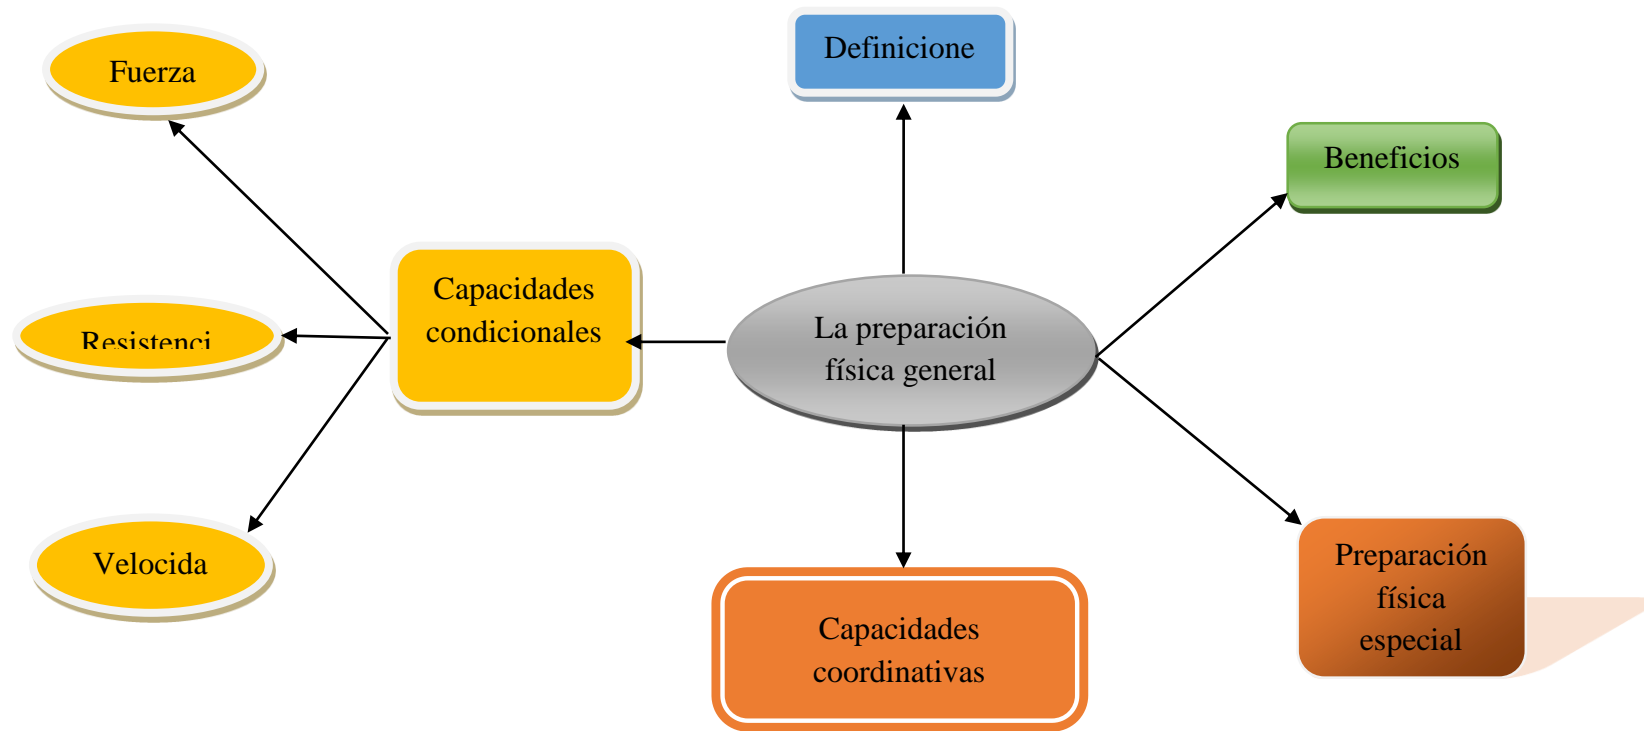 Definicione
Fuerza
Beneficios
Capacidades
condicionales
La preparación
física general
Resistenci
Velocida
Preparación
física
especial
Capacidades
coordinativas